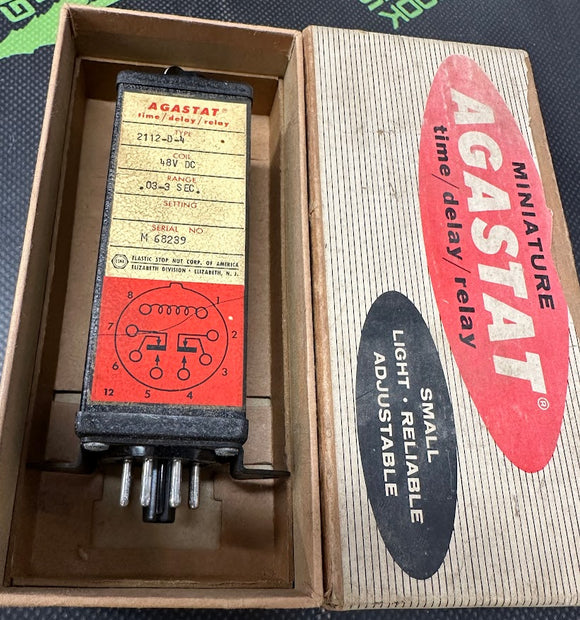 AGASTAT
time/delay/relay
TYPE
2112-D-4
COIL
48V DC
RANGE
.03-3 SEC.
SETTING
SERIAL NO
M 68239
ELASTIC STOP NUT CORP. OF AMERICA
ELIZABETH DIVISION · ELIZABETH, N. J.
8 1
7 2
6 3
12 5 4
MINIATURE
AGASTAT®
time/delay/relay
SMALL
LIGHT · RELIABLE
ADJUSTABLE